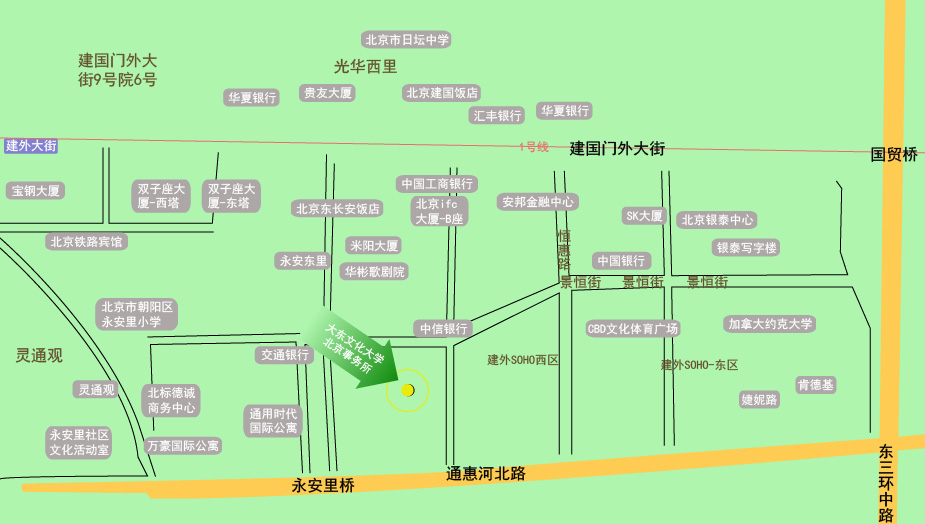 北京市日坛中学
建国门外大
街9号院6号
光华西里
华夏银行
贵友大厦
北京建国饭店
汇丰银行
华夏银行
建外大街
1号线
建国门外大街
国贸桥
宝钢大厦
双子座大
厦-西塔
双子座大
厦-东塔
中国工商银行
北京ifc
大厦-B座
安邦金融中心
北京东长安饭店
SK大厦
北京银泰中心
北京铁路宾馆
米阳大厦
恒惠路
银泰写字楼
永安东里
华彬歌剧院
中国银行
景恒街
景恒街
景恒街
北京市朝阳区
永安里小学
大东文化大学
北京事务所
中信银行
CBD文化体育广场
加拿大约克大学
灵通观
交通银行
建外SOHO西区
建外SOHO-东区
灵通观
北标德诚
商务中心
肯德基
婕妮路
通用时代
国际公寓
永安里社区
文化活动室
万豪国际公寓
通惠河北路
永安里桥
东三环中路